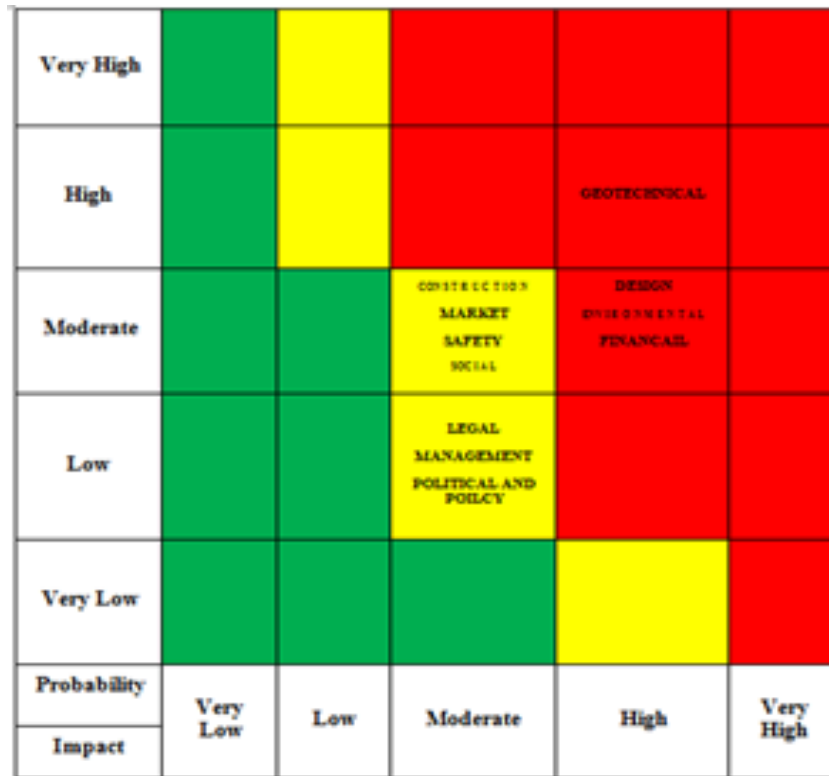 Very High
High
GEOTECHNICAL
Moderate
CONSTRUCTION
MARKET
SAFETY
SOCIAL
DESIGN
ENVIRONMENTAL
FINANCAIL
Low
LEGAL
MANAGEMENT
POLITICAL AND
POILCY
Very Low
Probability
Impact
Very
Low
Low
Moderate
High
Very
High